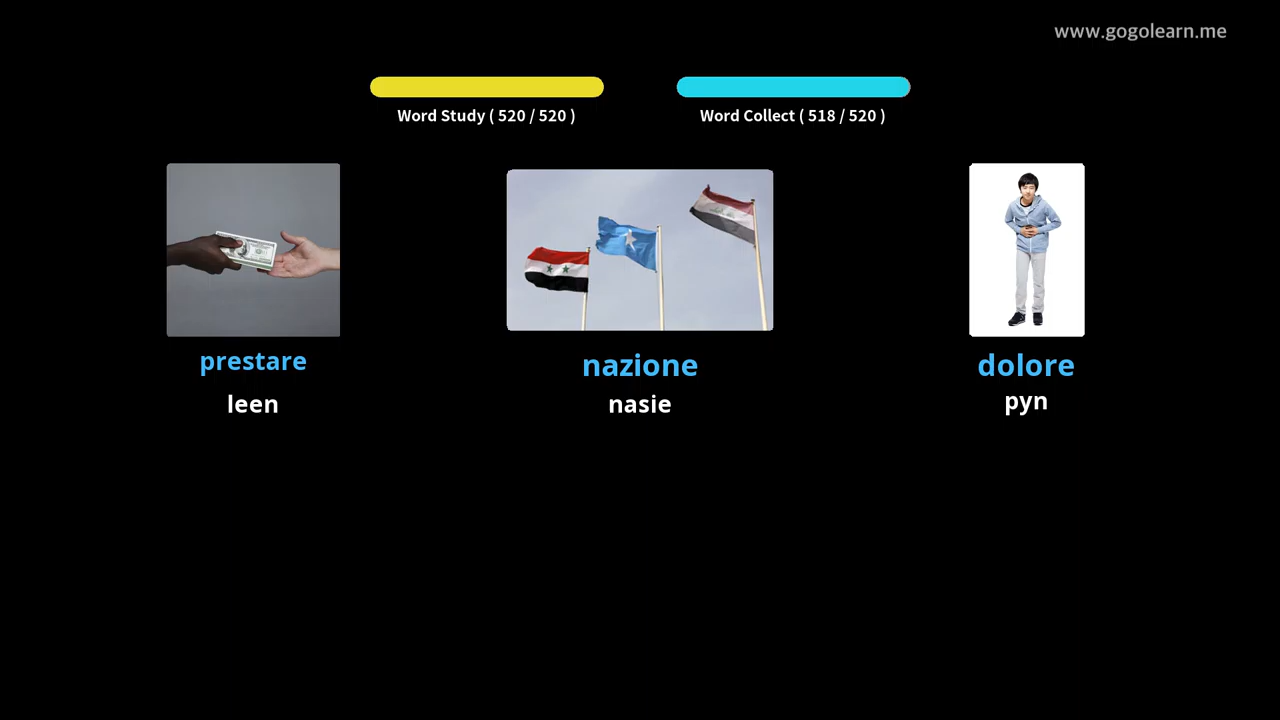 www.gogolearn.me
Word Study ( 520 / 520 )
Word Collect ( 518 / 520 )
prestare
nazione
dolore
leen
nasie
pyn